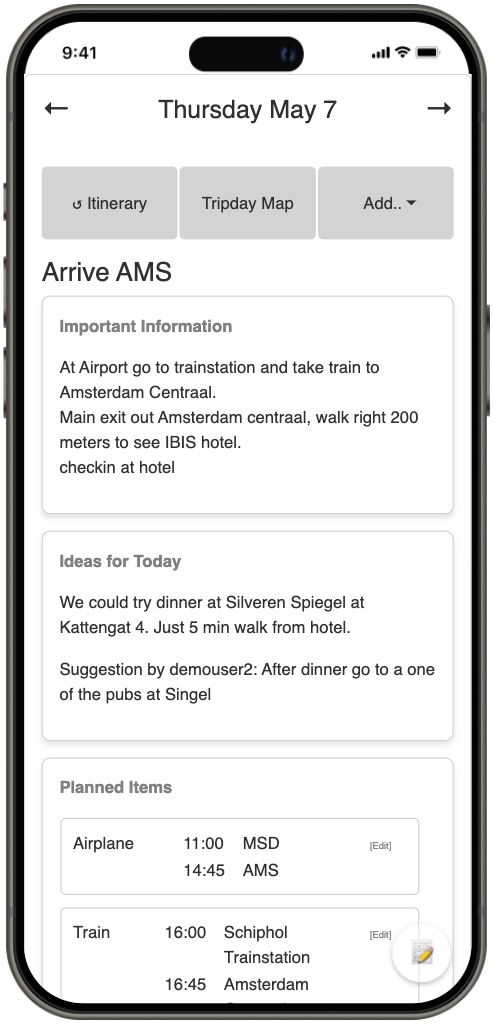 9:41
← Thursday May 7 →
↺ Itinerary Tripday Map Add..
Arrive AMS
Important Information
At Airport go to trainstation and take train to
Amsterdam Centraal.
Main exit out Amsterdam centraal, walk right 200
meters to see IBIS hotel.
checkin at hotel
Ideas for Today
We could try dinner at Silveren Spiegel at
Kattengat 4. Just 5 min walk from hotel.
Suggestion by demouser2: After dinner go to a one
of the pubs at Singel
Planned Items
Airplane 11:00 MSD [Edit]
14:45 AMS
Train 16:00 Schiphol [Edit]
Trainstation
16:45 Amsterdam